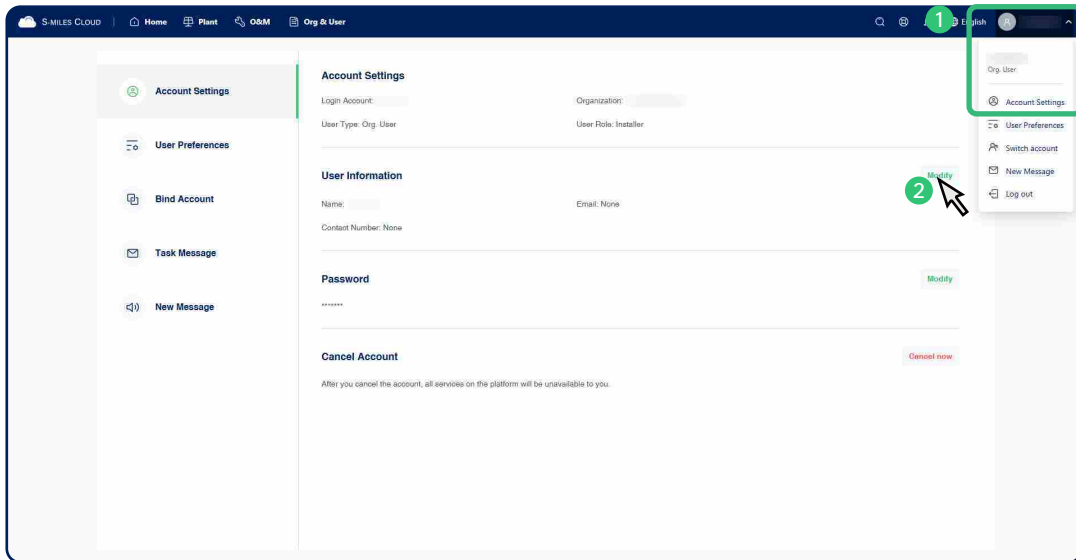 S-MILES CLOUD
Home
Plant
O&M
Org & User
1
English
Org. User
Account Settings
User Preferences
Switch account
New Message
Log out
Account Settings
User Preferences
Bind Account
Task Message
New Message
Account Settings
Login Account:
Organization:
User Type: Org. User
User Role: Installer
User Information
Modify
2
Name:
Email: None
Contact Number: None
Password
Modify
*******
Cancel Account
Cancel now
After you cancel the account, all services on the platform will be unavailable to you.